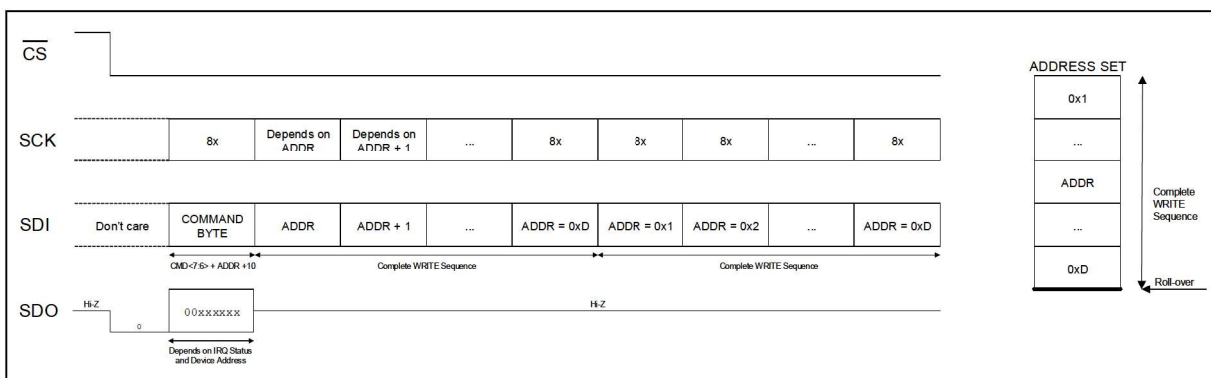 CS
ADDRESS SET
0x1
SCK
8x
Depends on
ADDR
Depends on
ADDR + 1
...
8x
8x
8x
...
8x
...
ADDR
Complete
WRITE
Sequence
SDI
Don't care
COMMAND
BYTE
ADDR
ADDR + 1
...
ADDR = 0xD
ADDR = 0x1
ADDR = 0x2
...
ADDR = 0xD
...
CMD<7:6> + ADDR +10
Complete WRITE Sequence
Complete WRITE Sequence
0xD
Roll-over
SDO
Hi-Z
0
00xxxxxx
Hi-Z
Depends on IRQ Status
and Device Address